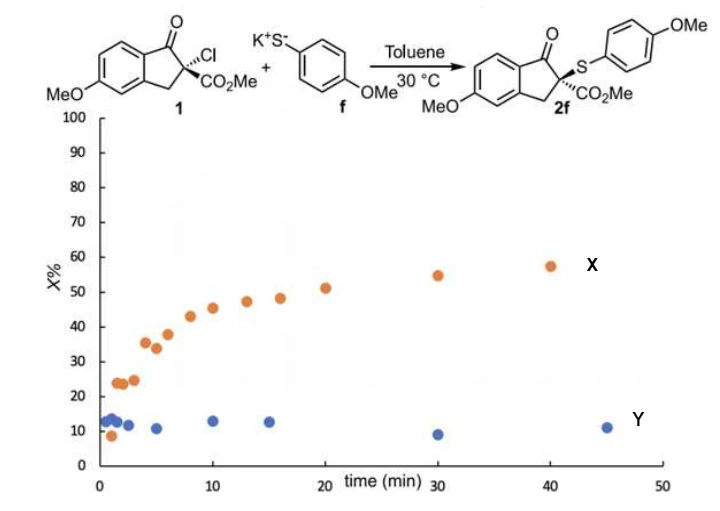 O
Cl
CO₂Me
MeO
1
+
K⁺S⁻
OMe
f
Toluene
30 °C
O
S
OMe
CO₂Me
MeO
2f
100
90
80
70
60
50
40
30
20
10
0
X%
X
Y
0 10 20 30 40 50
time (min)